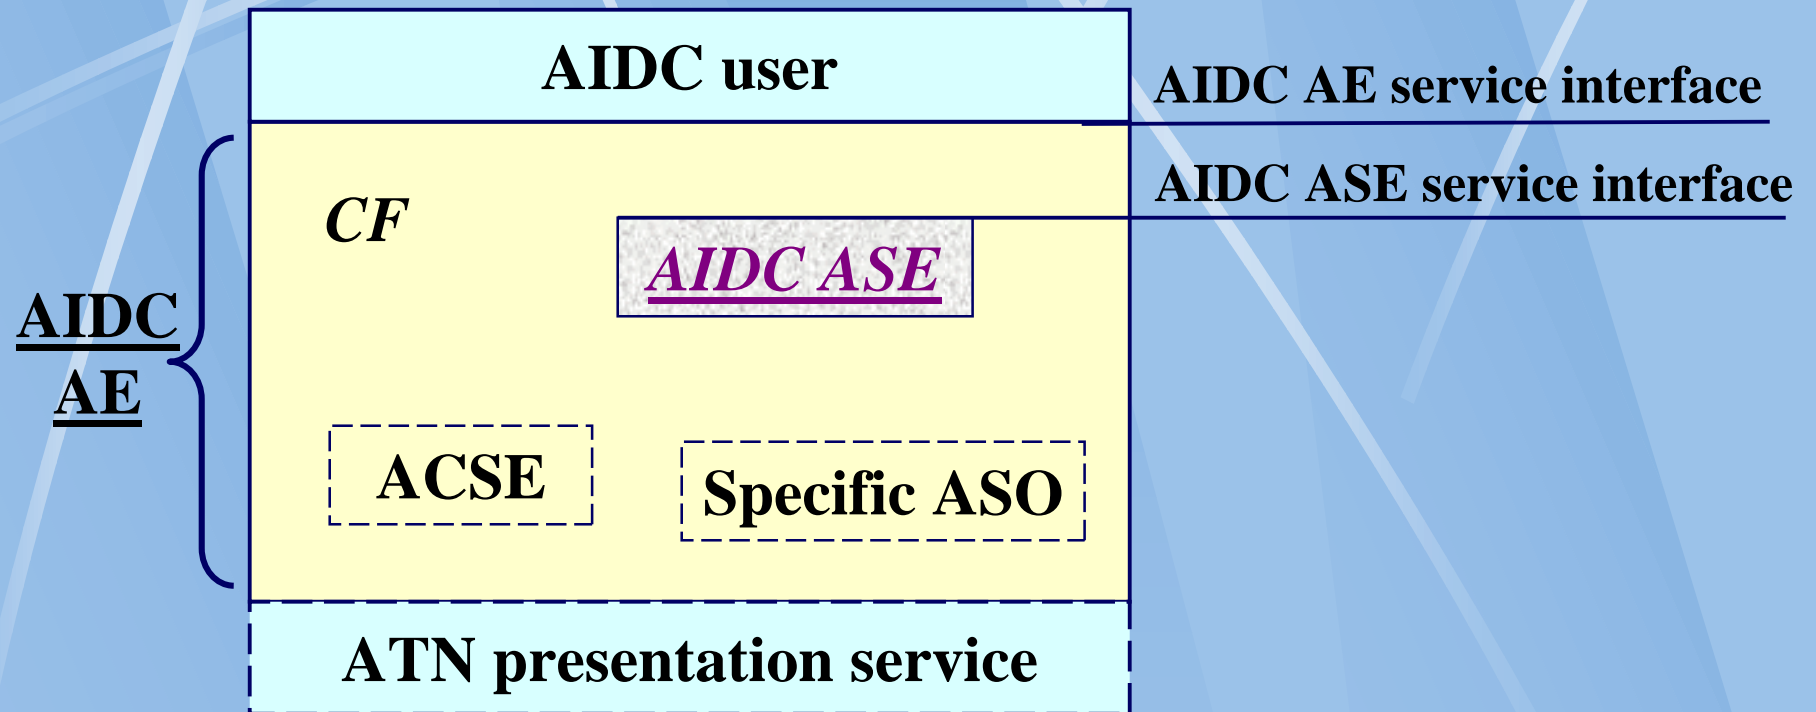 AIDC user
AIDC AE service interface
AIDC ASE service interface
CF
AIDC ASE
AIDC
AE
ACSE
Specific ASO
ATN presentation service